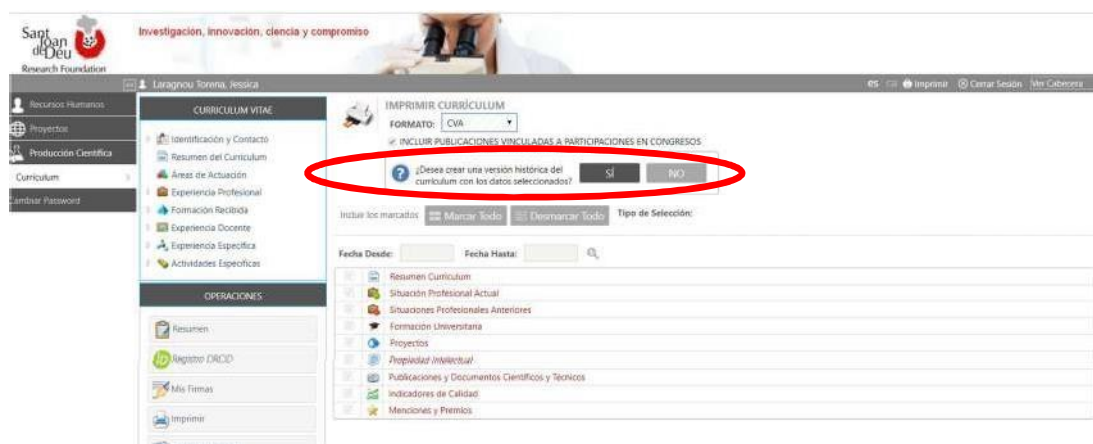 Sant
Joan
de Déu
Research Foundation
Investigación, innovación, ciencia y compromiso
Laragnou Torena, Jessica
es
Imprimir
Cerrar Sesión
Ver Cabecera
Recursos Humanos
Proyectos
Producción Científica
Curriculum
Cambiar Password
CURRICULUM VITAE
Identificación y Contacto
Resumen del Curriculum
Áreas de Actuación
Experiencia Profesional
Formación Recibida
Experiencia Docente
Experiencia Específica
Actividades Específicas
OPERACIONES
Resumen
iD Registro ORCID
Mis Firmas
Imprimir
IMPRIMIR CURRÍCULUM
FORMATO: CVA
INCLUIR PUBLICACIONES VINCULADAS A PARTICIPACIONES EN CONGRESOS
¿Desea crear una versión histórica del
currículum con los datos seleccionados?
SÍ
NO
Incluir los marcados
Marcar Todo
Desmarcar Todo
Tipo de Selección:
Fecha Desde:
Fecha Hasta:
Resumen Curriculum
Situación Profesional Actual
Situaciones Profesionales Anteriores
Formación Universitaria
Proyectos
Propiedad Intelectual
Publicaciones y Documentos Científicos y Técnicos
Indicadores de Calidad
Menciones y Premios